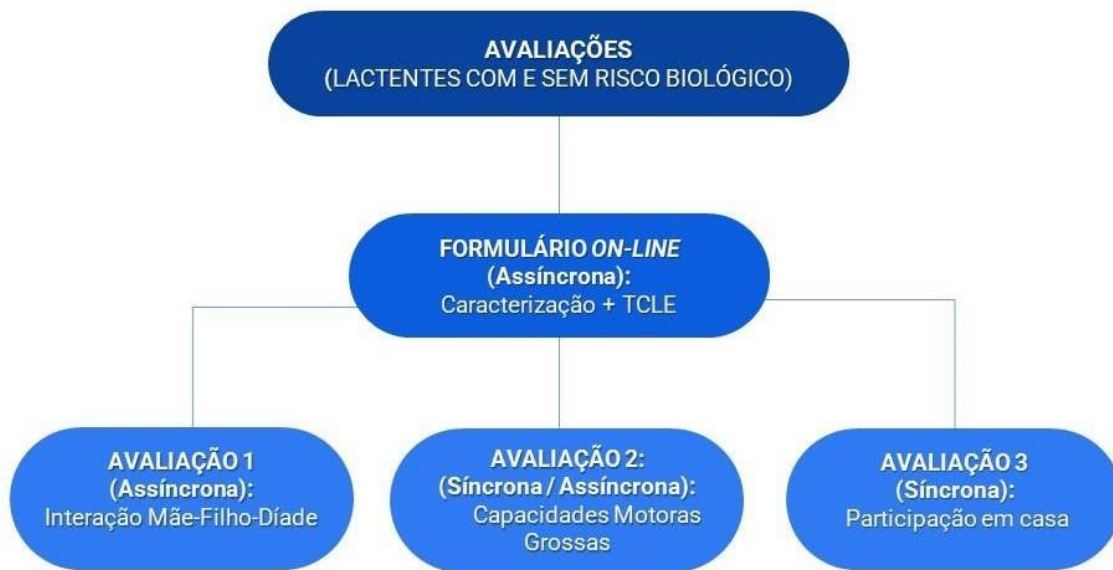 AVALIAÇÕES
(LACTENTES COM E SEM RISCO BIOLÓGICO)
FORMULÁRIO ON-LINE
(Assíncrona):
Caracterização + TCLE
AVALIAÇÃO 1
(Assíncrona):
Interação Mãe-Filho-Díade
AVALIAÇÃO 2:
(Síncrona / Assíncrona):
Capacidades Motoras
Grossas
AVALIAÇÃO 3
(Síncrona):
Participação em casa